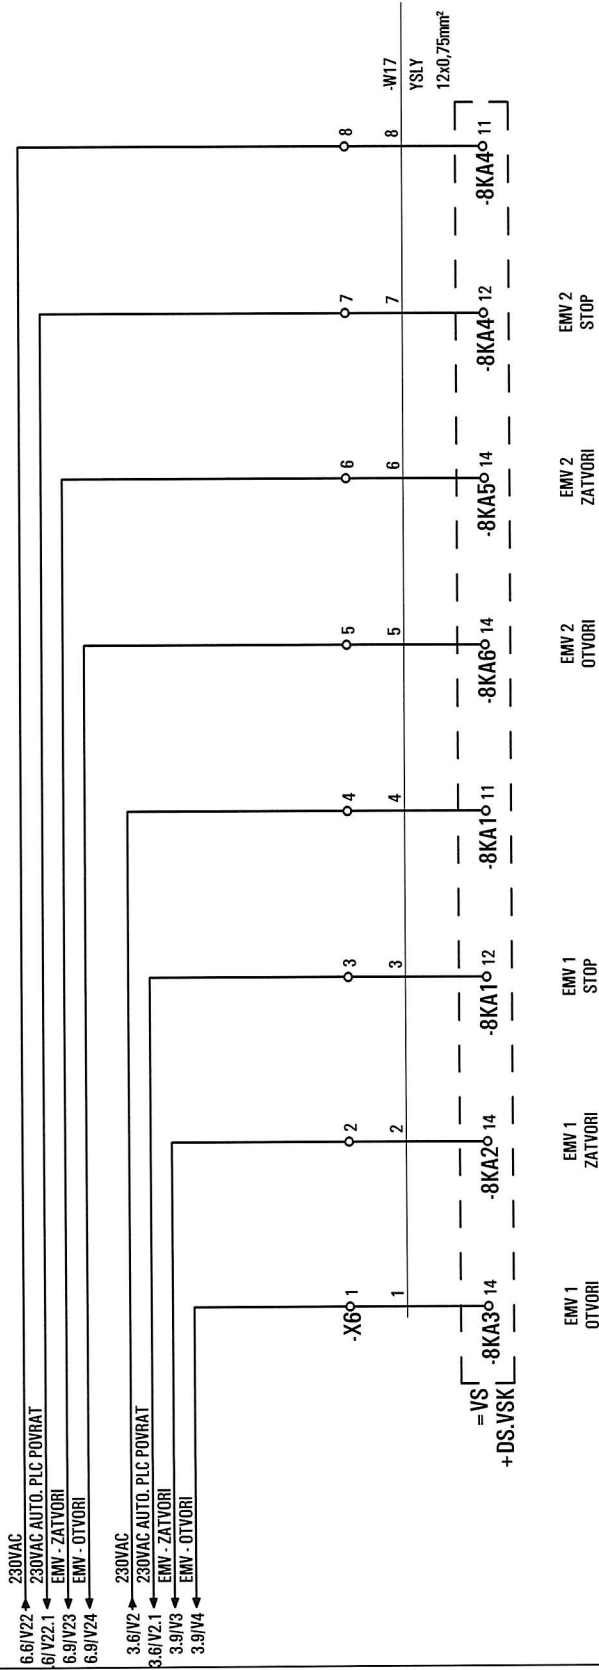 6.6/V22 230VAC
.6/V22.1 230VAC AUTO. PLC POVRAT
6.9/V23 EMV - ZATVORI
6.9/V24 EMV - OTVORI
3.6/V2 230VAC
3.6/V2.1 230VAC AUTO. PLC POVRAT
3.9/V3 EMV - ZATVORI
3.9/V4 EMV - OTVORI
-X6 1 2 3 4 5 6 7 8
1 2 3 4 5 6 7 8 -W17
YSLY
12x0,75mm²
=VS
+DS.VSK
-8KA3 14
-8KA2 14
-8KA1 12
-8KA1 11
-8KA6 14
-8KA5 14
-8KA4 12
-8KA4 11
EMV 1
OTVORI
EMV 1
ZATVORI
EMV 1
STOP
EMV 2
OTVORI
EMV 2
ZATVORI
EMV 2
STOP